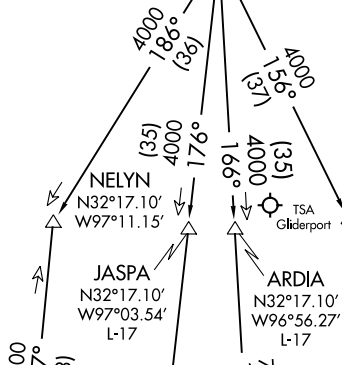 4000
186°
(36)
(35)
4000
176°
166°
4000
(35)
4000
156°
(37)
NELYN
N32°17.10'
W97°11.15'
TSA
Gliderport
JASPA
N32°17.10'
W97°03.54'
L-17
ARDIA
N32°17.10'
W96°56.27'
L-17